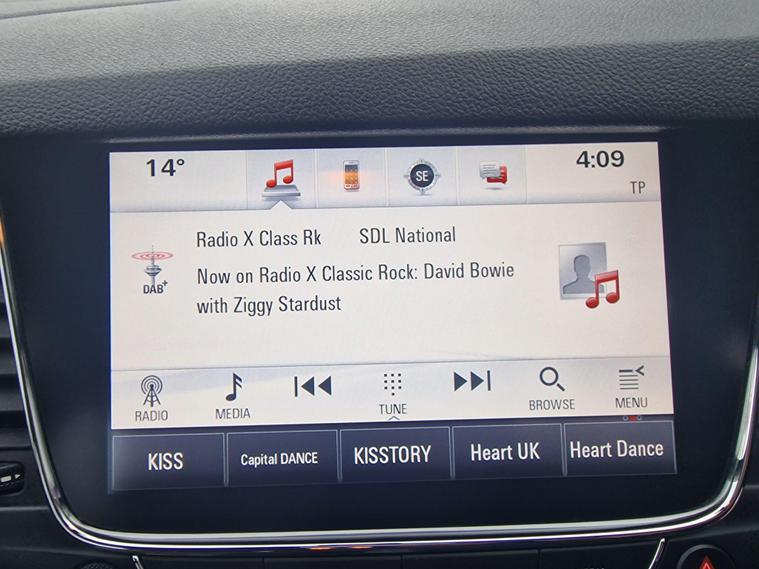 14°
SE
4:09
TP
Radio X Class Rk SDL National
DAB+
Now on Radio X Classic Rock: David Bowie
with Ziggy Stardust
RADIO
MEDIA
TUNE
BROWSE
MENU
KISS
Capital DANCE
KISSTORY
Heart UK
Heart Dance